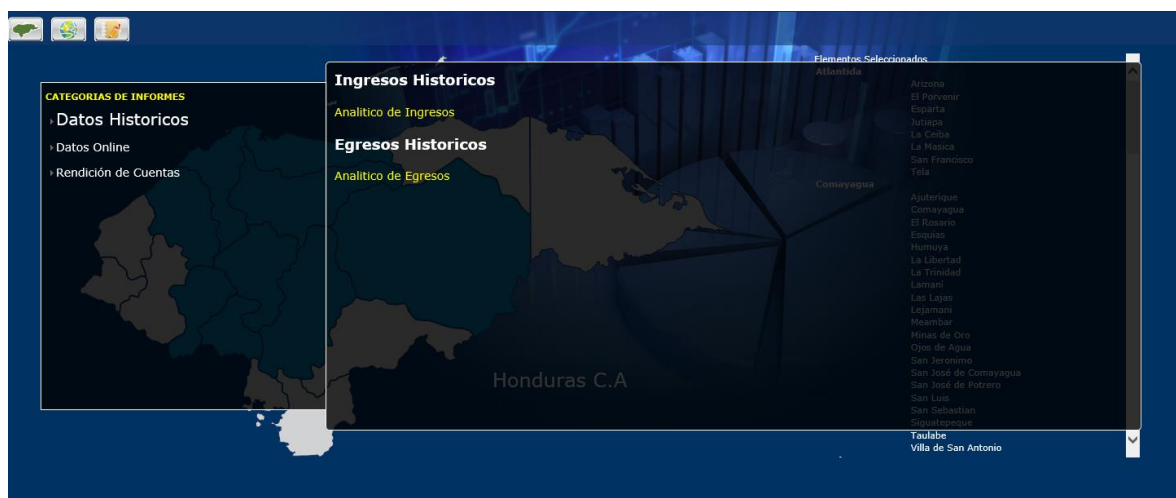 CATEGORIAS DE INFORMES
Datos Historicos
Datos Online
Rendición de Cuentas
Ingresos Historicos
Analitico de Ingresos
Egresos Historicos
Analitico de Egresos
Honduras C.A
Elementos Seleccionados
Atlantida
Arizona
El Porvenir
Esparta
Jutiapa
La Ceiba
La Masica
San Francisco
Tela
Comayagua
Ajuterique
Comayagua
El Rosario
Esquias
Humuya
La Libertad
La Trinidad
Lamani
Las Lajas
Lejamani
Meambar
Minas de Oro
Ojos de Agua
San Jeronimo
San José de Comayagua
San José de Potrero
San Luis
San Sebastian
Siguatepeque
Taulabe
Villa de San Antonio